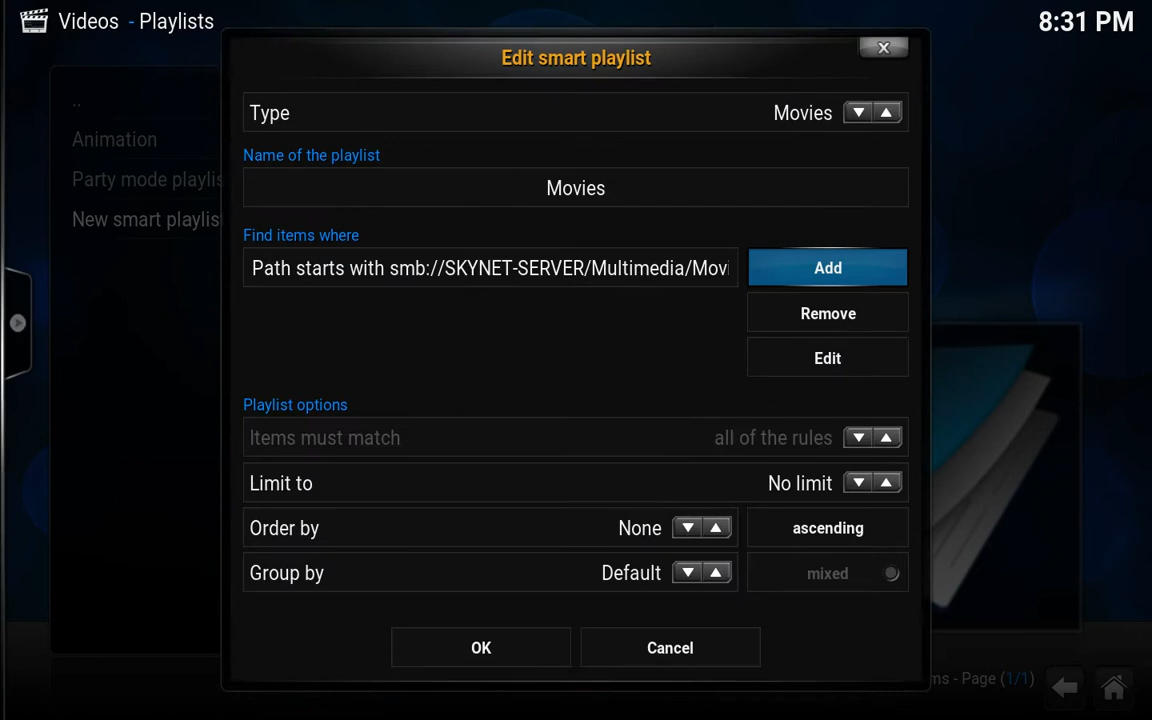 Videos - Playlists
8:31 PM
..
Animation
Party mode playlis
New smart playlis
Edit smart playlist
X
Type Movies
Name of the playlist
Movies
Find items where
Path starts with smb://SKYNET-SERVER/Multimedia/Movi
Add
Remove
Edit
Playlist options
Items must match all of the rules
Limit to No limit
Order by None ascending
Group by Default mixed
OK Cancel
ms - Page (1/1)